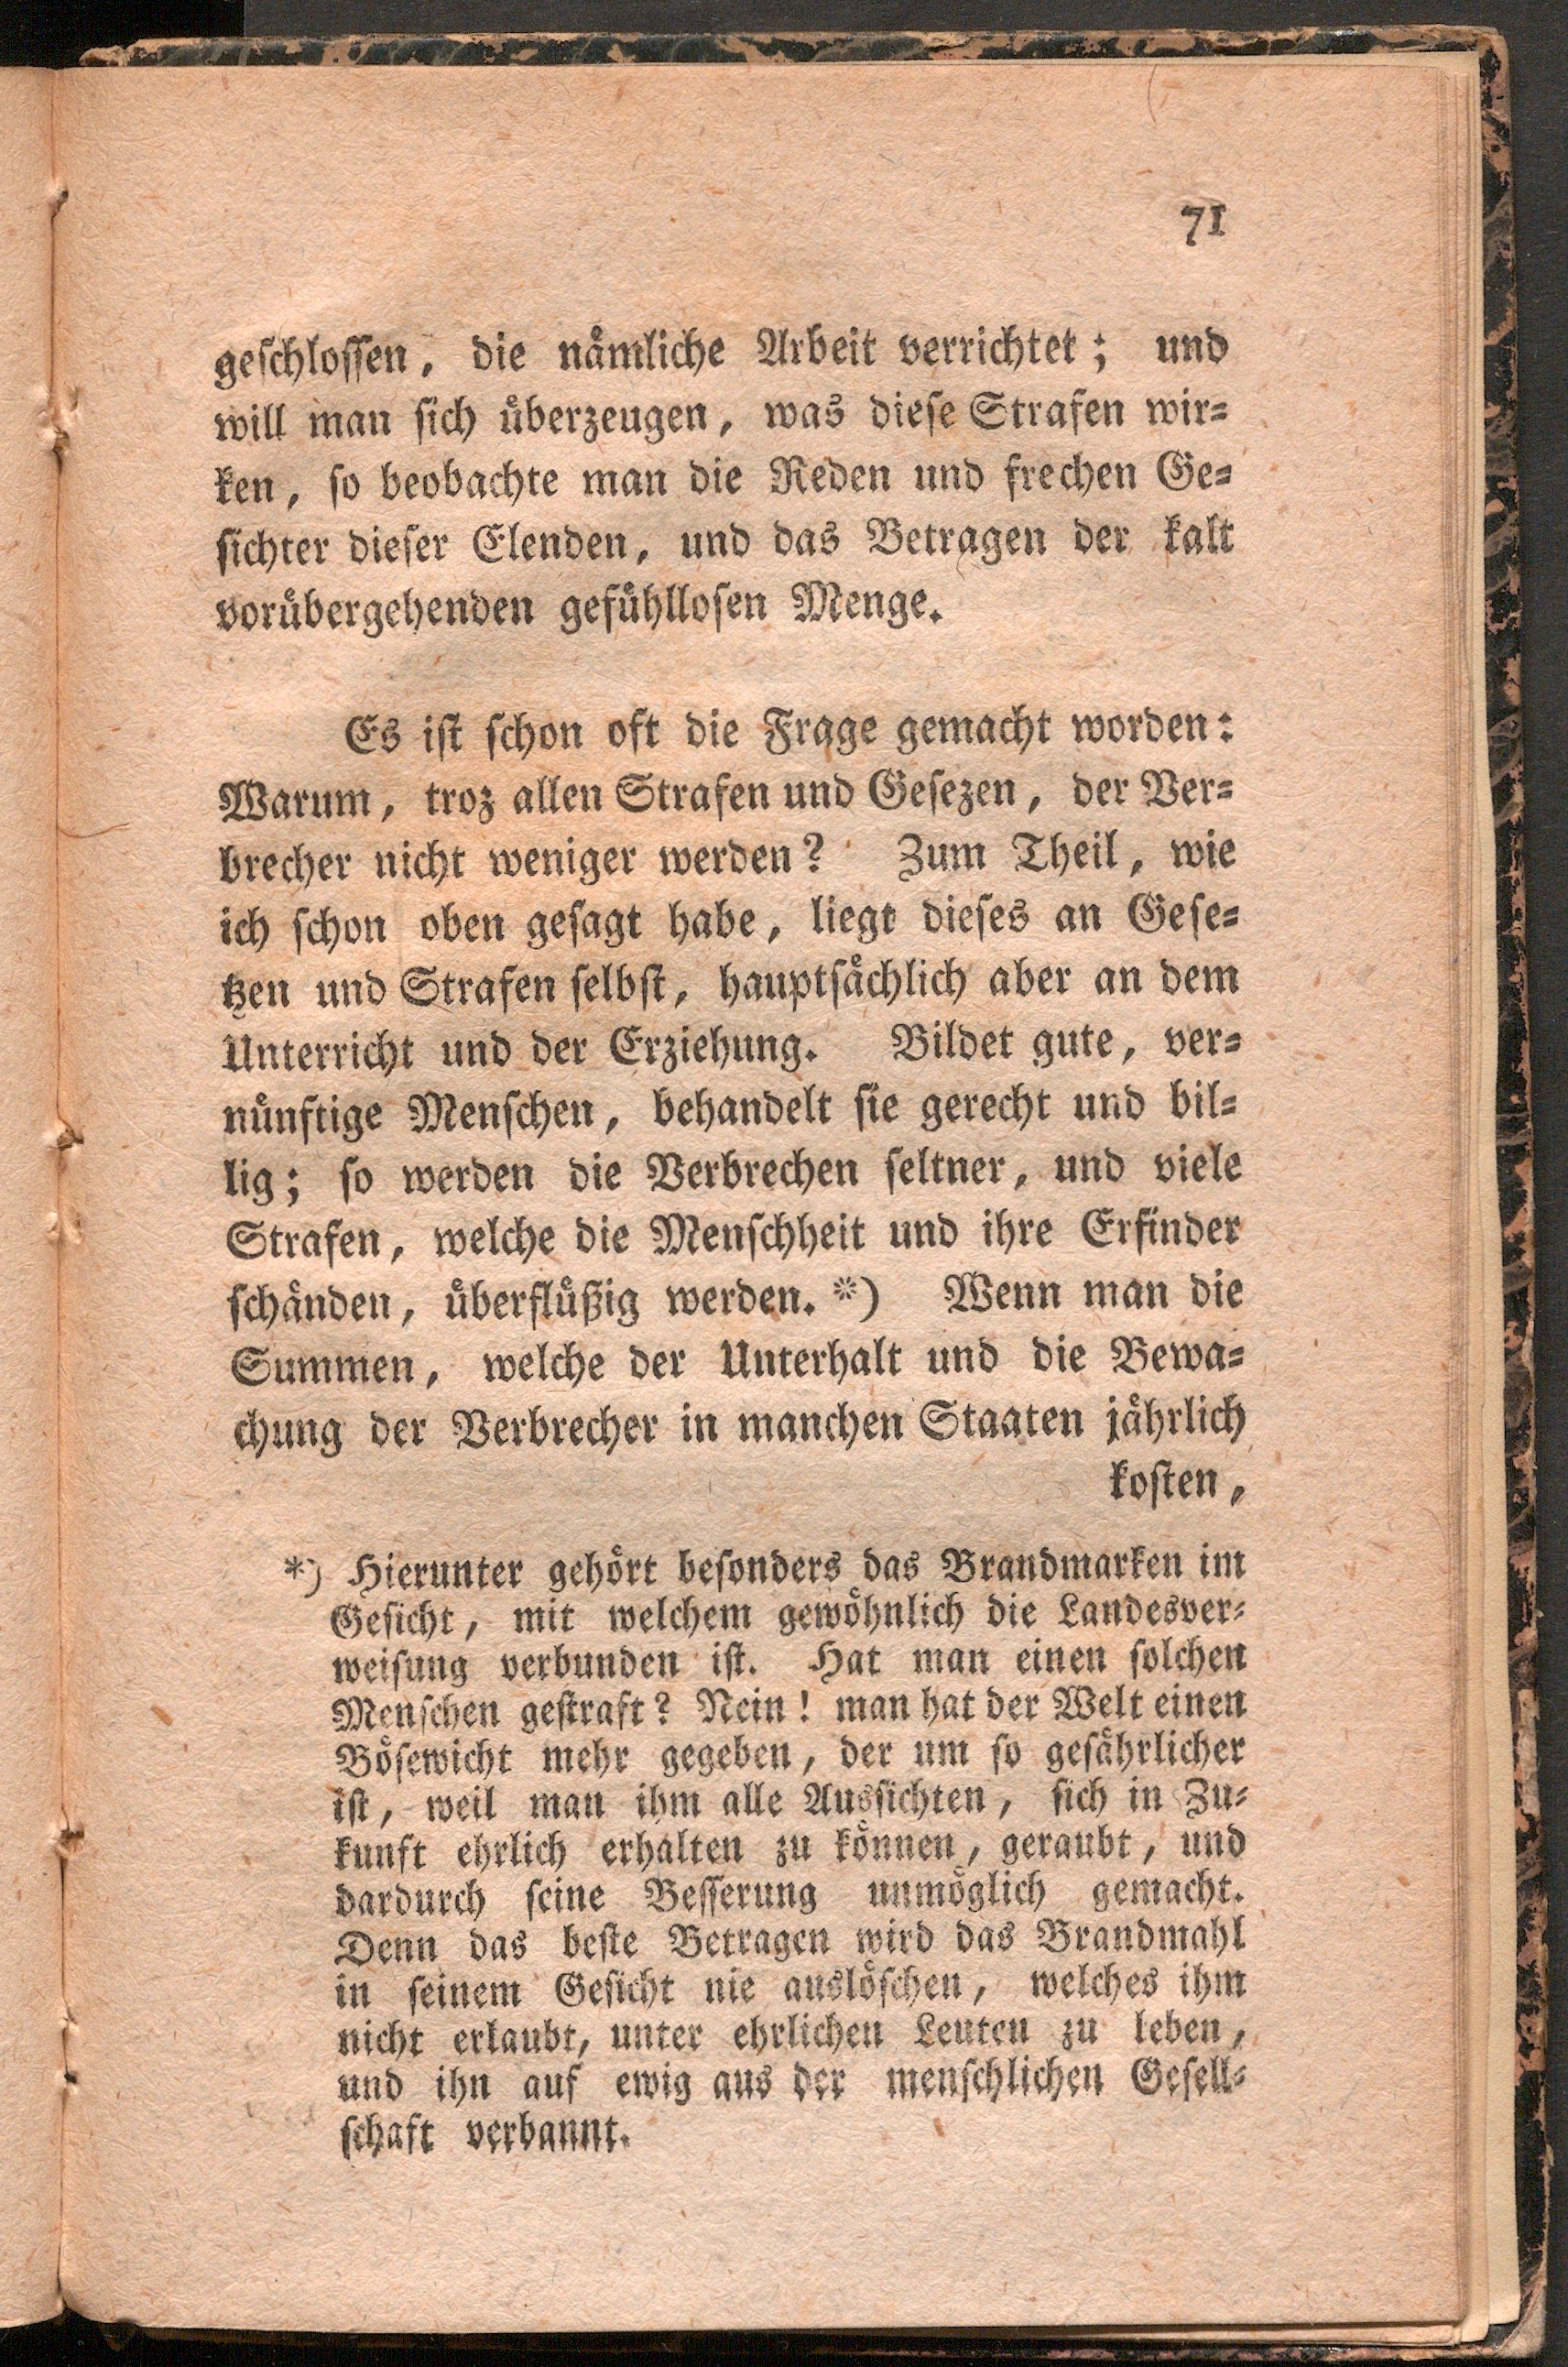 71
geschlossen, die nämliche Arbeit verrichtet; und
will man sich überzeugen, was diese Strafen wir=
ken, so beobachte man die Reden und frechen Ge=
sichter dieser Elenden, und das Betragen der kalt
vorübergehenden gefühllosen Menge.
Es ist schon oft die Frage gemacht worden:
Warum, troz allen Strafen und Gesezen, der Ver=
brecher nicht weniger werden? Zum Theil, wie
ich schon oben gesagt habe, liegt dieses an Gese=
tzen und Strafen selbst, hauptsächlich aber an dem
Unterricht und der Erziehung. Bildet gute, ver=
nünftige Menschen, behandelt sie gerecht und bil=
lig; so werden die Verbrechen seltner, und viele
Strafen, welche die Menschheit und ihre Erfinder
schänden, überflüßig werden. *) Wenn man die
Summen, welche der Unterhalt und die Bewa=
chung der Verbrecher in manchen Staaten jährlich
kosten,
*) Hierunter gehört besonders das Brandmarken im
Gesicht, mit welchem gewöhnlich die Landesver=
weisung verbunden ist. Hat man einen solchen
Menschen gestraft? Nein! man hat der Welt einen
Bösewicht mehr gegeben, der um so gefährlicher
ist, weil man ihm alle Aussichten, sich in Zu=
kunft ehrlich erhalten zu können, geraubt, und
dardurch seine Besserung unmöglich gemacht.
Denn das beste Betragen wird das Brandmahl
in seinem Gesicht nie auslöschen, welches ihm
nicht erlaubt, unter ehrlichen Leuten zu leben,
und ihn auf ewig aus der menschlichen Gesell=
schaft verbannt.